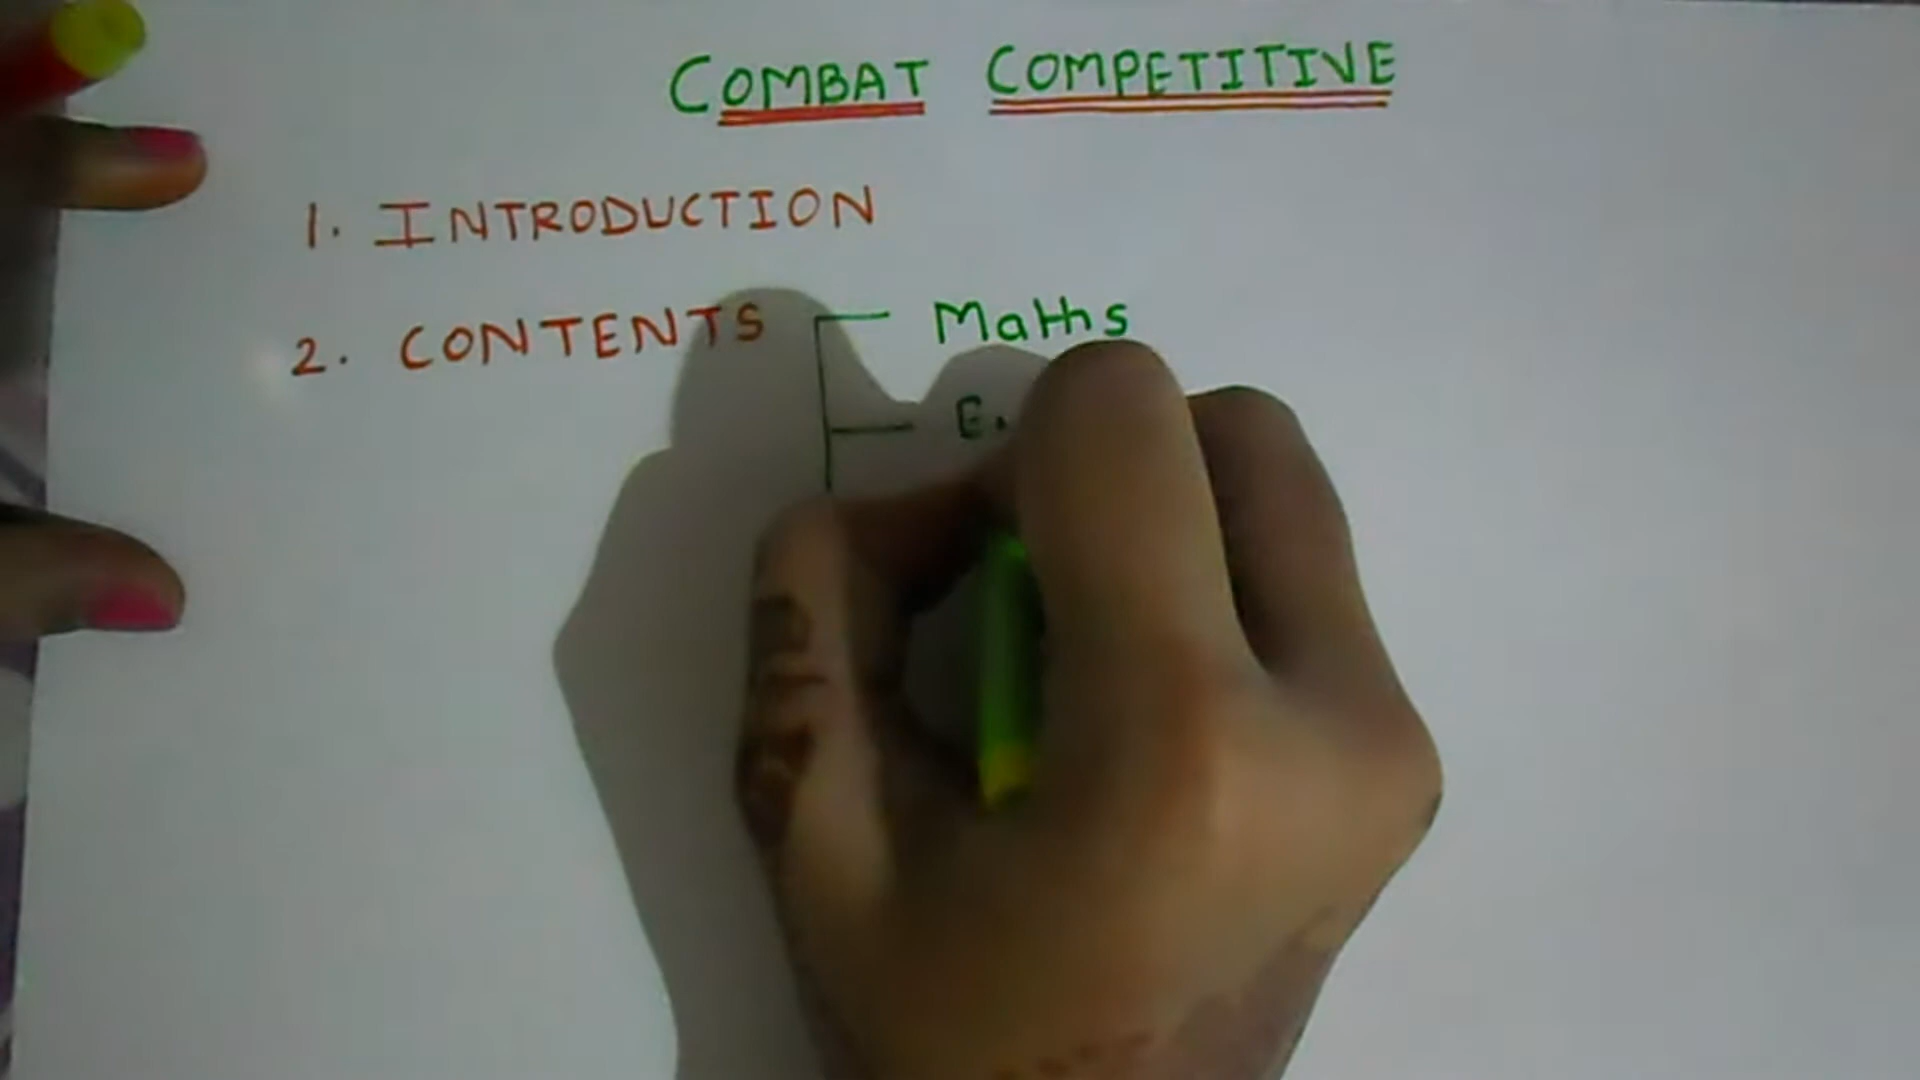 COMBAT COMPETITIVE
1. INTRODUCTION
2. CONTENTS Maths
E.